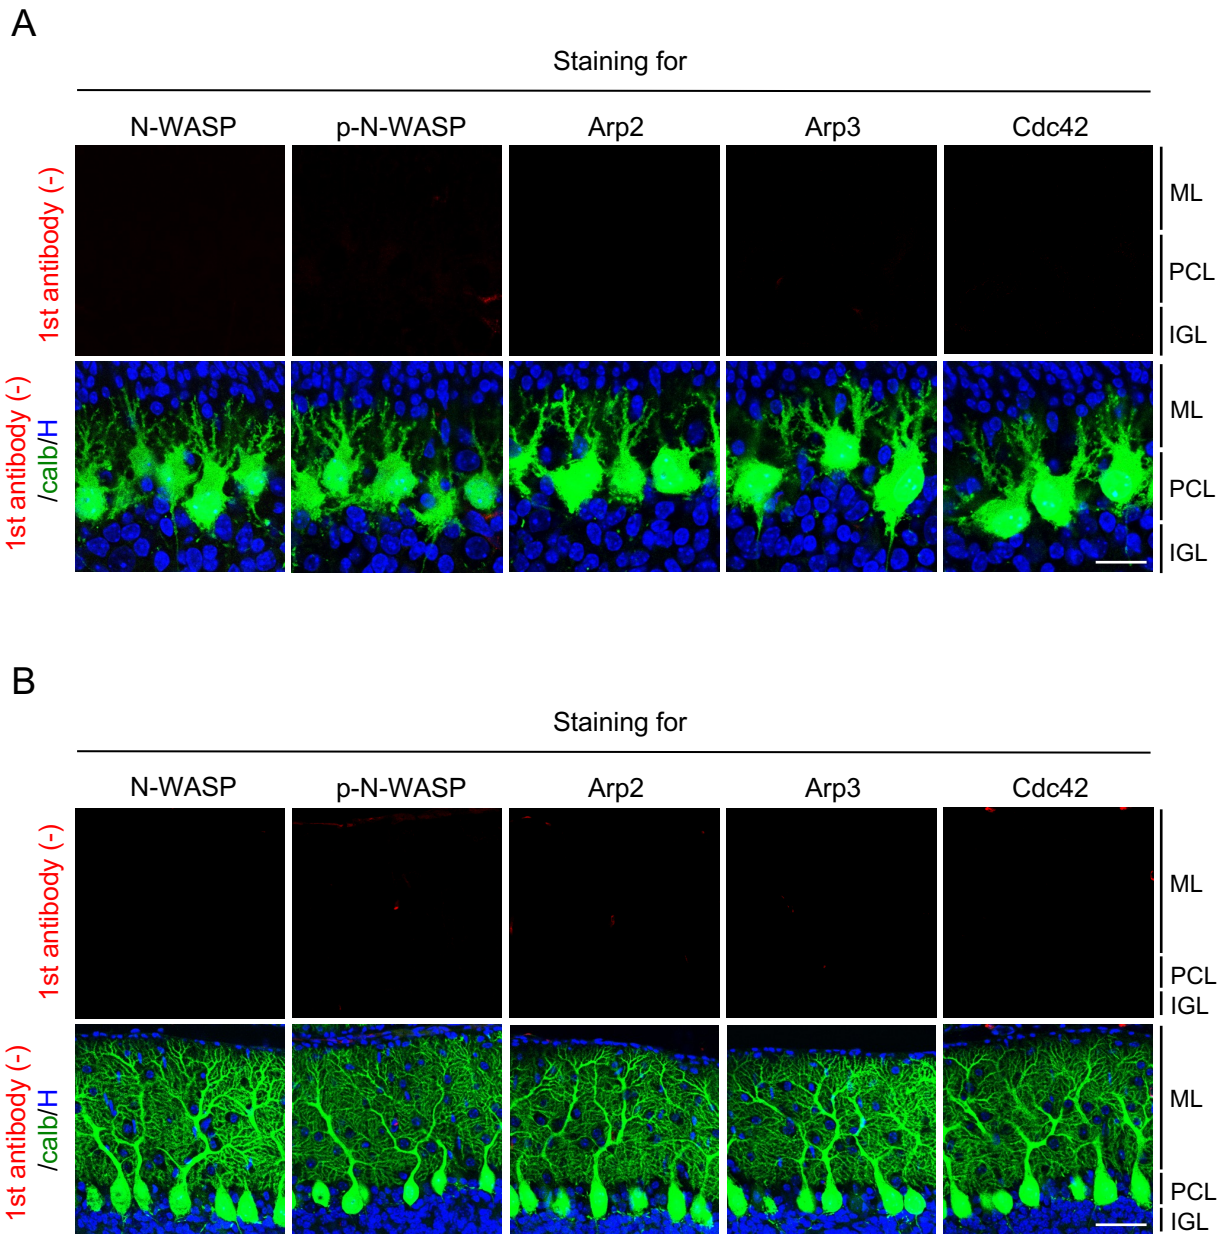 A
Staining for
N-WASP p-N-WASP Arp2 Arp3 Cdc42
1st antibody (-)
ML
PCL
IGL
1st antibody (-)
/calb/H
ML
PCL
IGL
B
Staining for
N-WASP p-N-WASP Arp2 Arp3 Cdc42
1st antibody (-)
ML
PCL
IGL
1st antibody (-)
/calb/H
ML
PCL
IGL